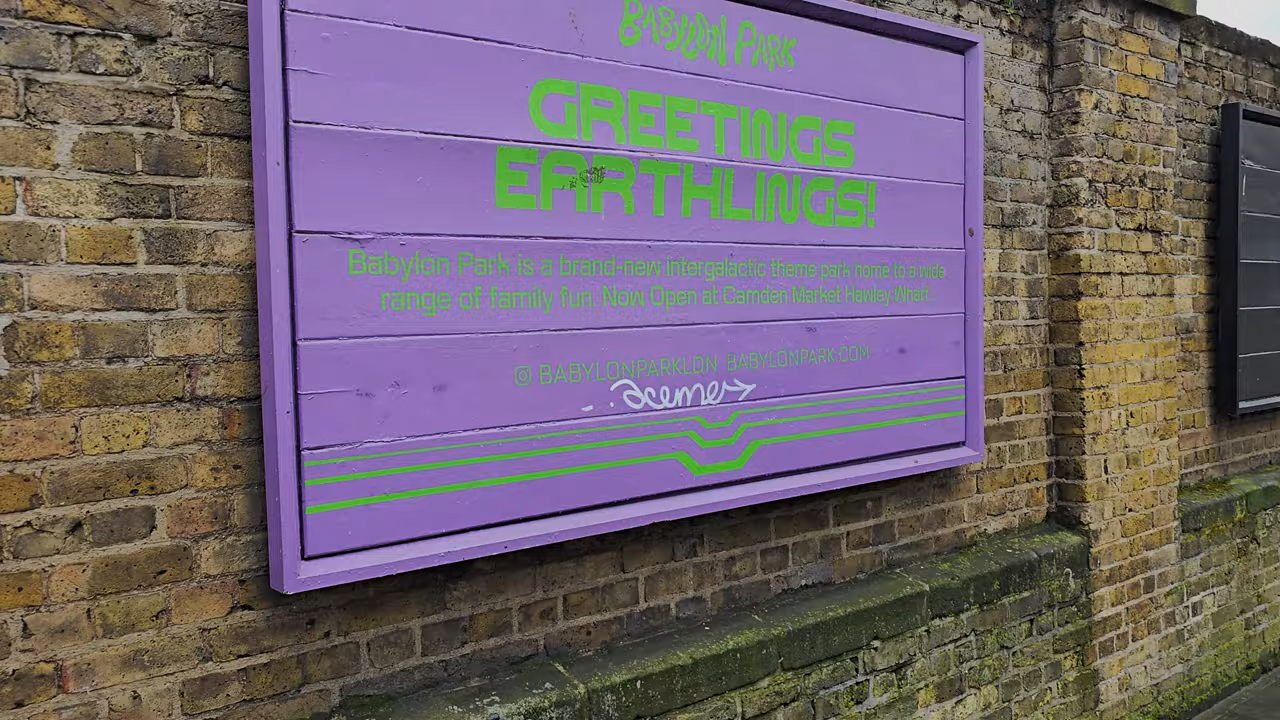 BABYLON PARK
GREETINGS
EARTHLINGS!
Babylon Park is a brand-new intergalactic theme park home to a wide
range of family fun. Now Open at Camden Market Hawley Wharf
BABYLONPARKLDN BABYLONPARK.COM